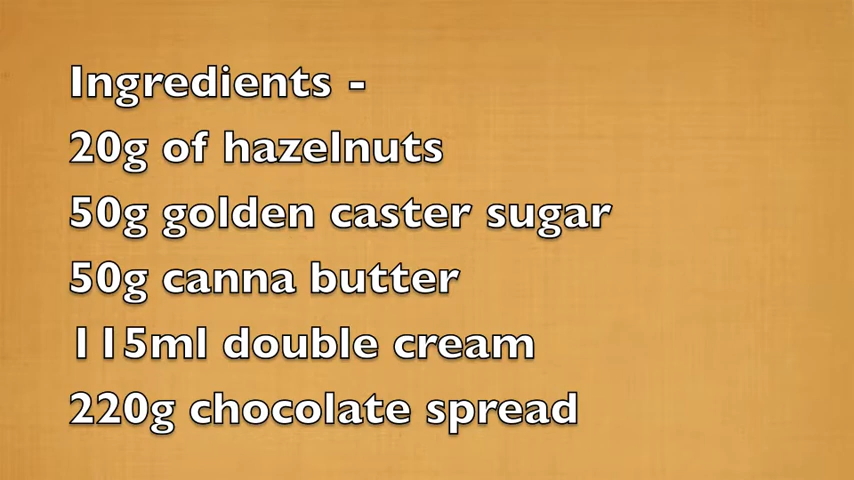 Ingredients -
20g of hazelnuts
50g golden caster sugar
50g canna butter
115ml double cream
220g chocolate spread